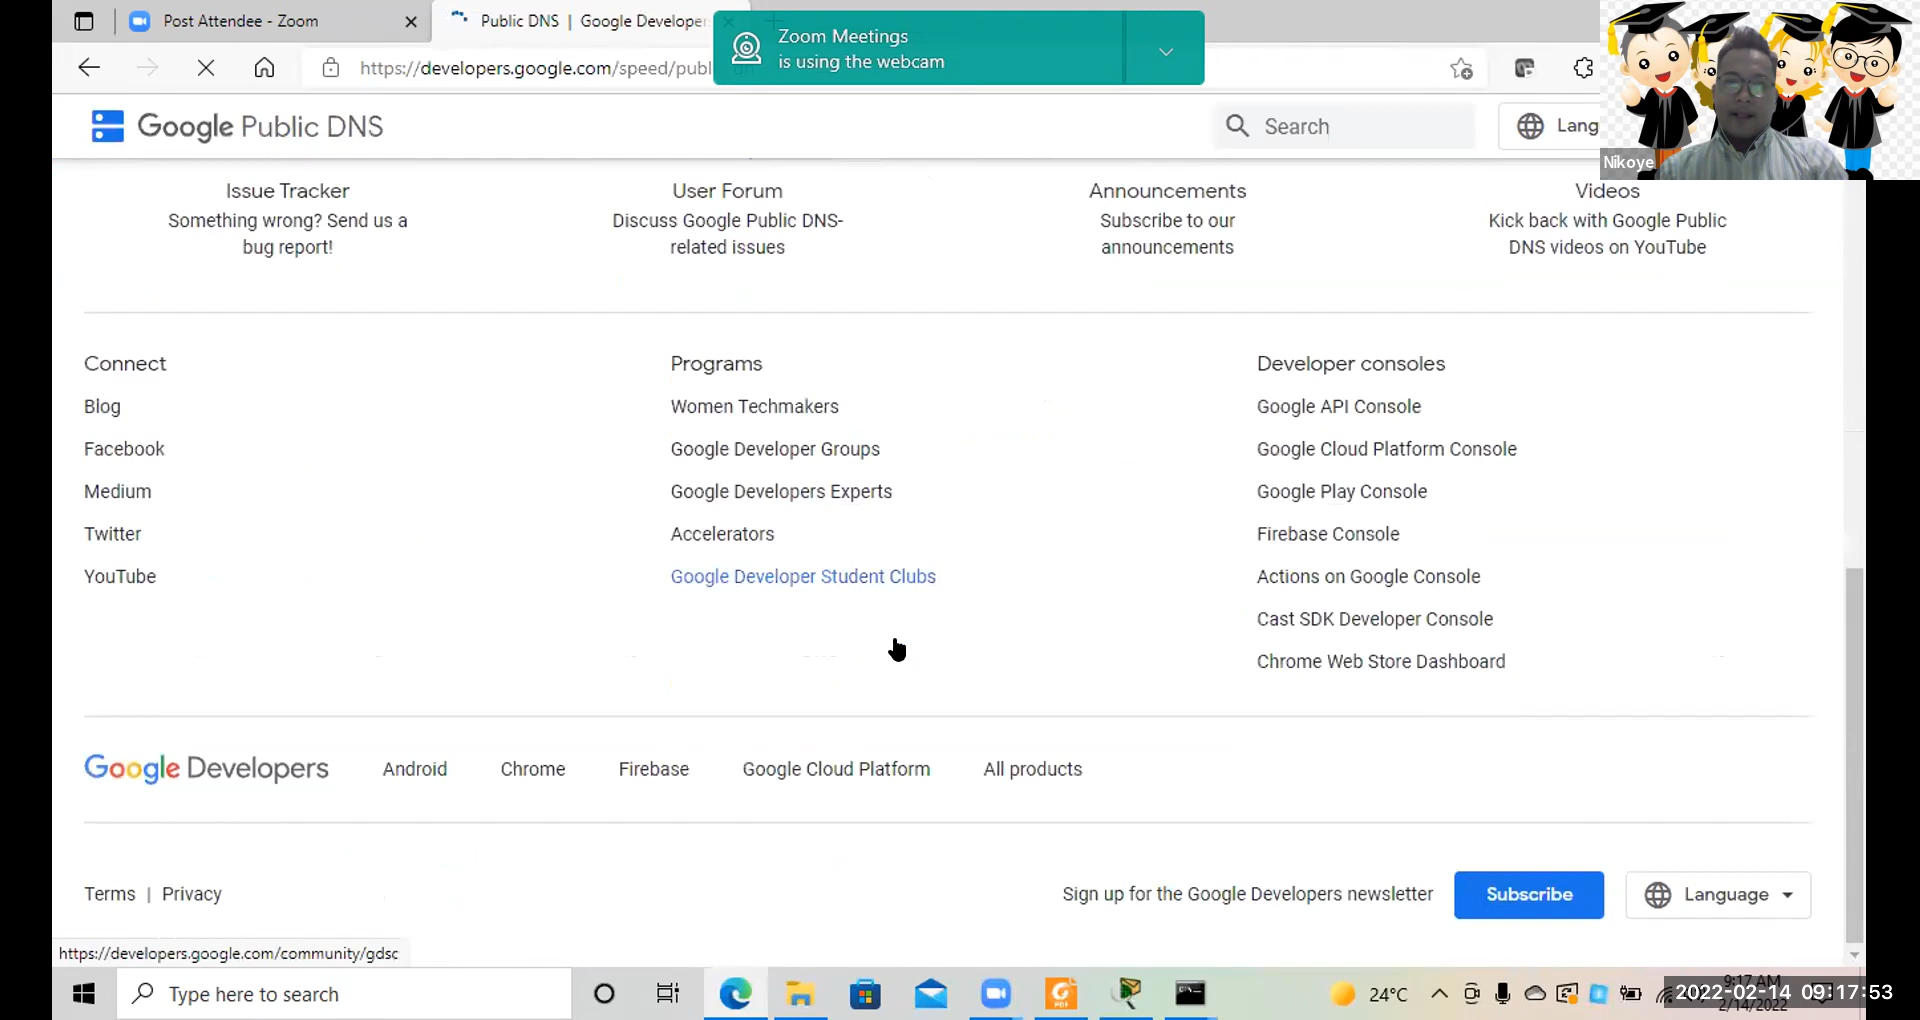 Post Attendee - Zoom
Public DNS | Google Developer
Zoom Meetings
is using the webcam
https://developers.google.com/speed/publ
Google Public DNS
Search
Lang
Nikoye
Issue Tracker
Something wrong? Send us a
bug report!
User Forum
Discuss Google Public DNS-
related issues
Announcements
Subscribe to our
announcements
Videos
Kick back with Google Public
DNS videos on YouTube
Connect
Blog
Facebook
Medium
Twitter
YouTube
Programs
Women Techmakers
Google Developer Groups
Google Developers Experts
Accelerators
Google Developer Student Clubs
Developer consoles
Google API Console
Google Cloud Platform Console
Google Play Console
Firebase Console
Actions on Google Console
Cast SDK Developer Console
Chrome Web Store Dashboard
Google Developers
Android
Chrome
Firebase
Google Cloud Platform
All products
Terms | Privacy
Sign up for the Google Developers newsletter
Subscribe
Language
https://developers.google.com/community/gdsc
Type here to search
24°C
9:17 AM
2022-02-14 09:17:53
2/14/2022